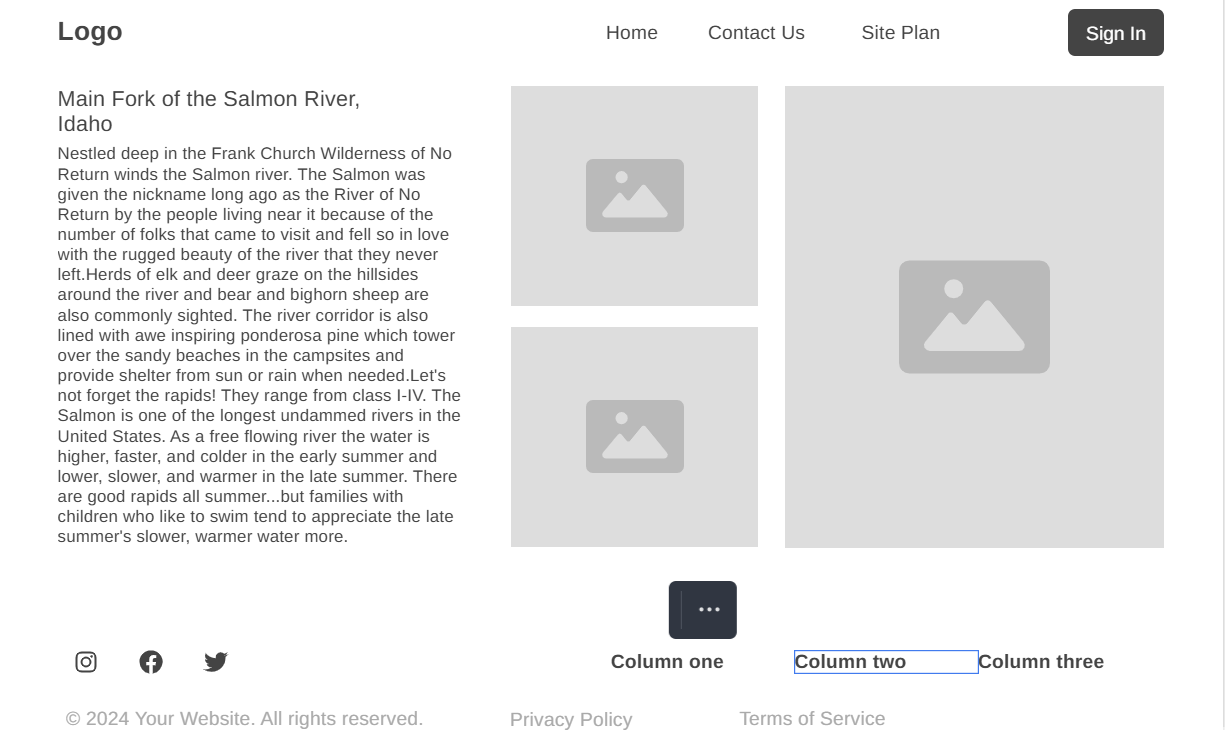 Logo
Home
Contact Us
Site Plan
Sign In
Main Fork of the Salmon River,
Idaho
Nestled deep in the Frank Church Wilderness of No
Return winds the Salmon river. The Salmon was
given the nickname long ago as the River of No
Return by the people living near it because of the
number of folks that came to visit and fell so in love
with the rugged beauty of the river that they never
left.Herds of elk and deer graze on the hillsides
around the river and bear and bighorn sheep are
also commonly sighted. The river corridor is also
lined with awe inspiring ponderosa pine which tower
over the sandy beaches in the campsites and
provide shelter from sun or rain when needed.Let's
not forget the rapids! They range from class I-IV. The
Salmon is one of the longest undammed rivers in the
United States. As a free flowing river the water is
higher, faster, and colder in the early summer and
lower, slower, and warmer in the late summer. There
are good rapids all summer...but families with
children who like to swim tend to appreciate the late
summer's slower, warmer water more.
Column one
Column two
Column three
© 2024 Your Website. All rights reserved.
Privacy Policy
Terms of Service